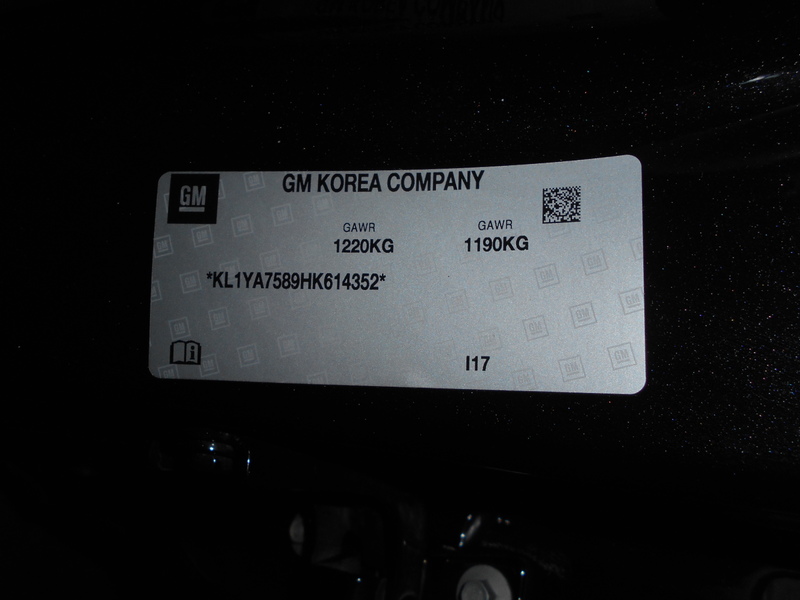 GM
GM KOREA COMPANY
GAWR GAWR
1220KG 1190KG
*KL1YA7589HK614352*
I17